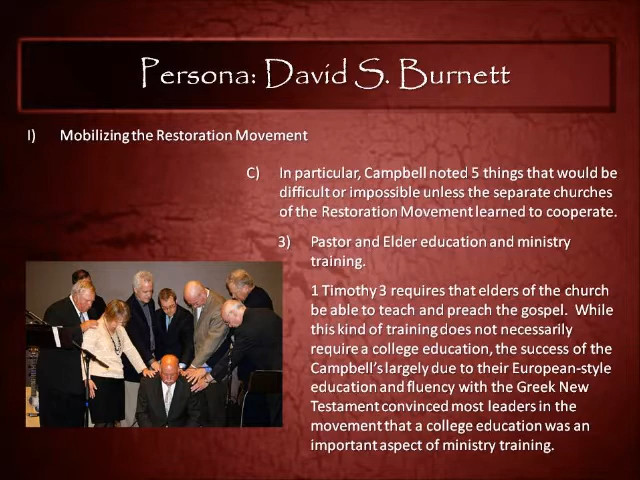 Persona: David S. Burnett
I) Mobilizing the Restoration Movement
C) In particular, Campbell noted 5 things that would be
difficult or impossible unless the separate churches
of the Restoration Movement learned to cooperate.
3) Pastor and Elder education and ministry
training.
1 Timothy 3 requires that elders of the church
be able to teach and preach the gospel. While
this kind of training does not necessarily
require a college education, the success of the
Campbell's largely due to their European-style
education and fluency with the Greek New
Testament convinced most leaders in the
movement that a college education was an
important aspect of ministry training.